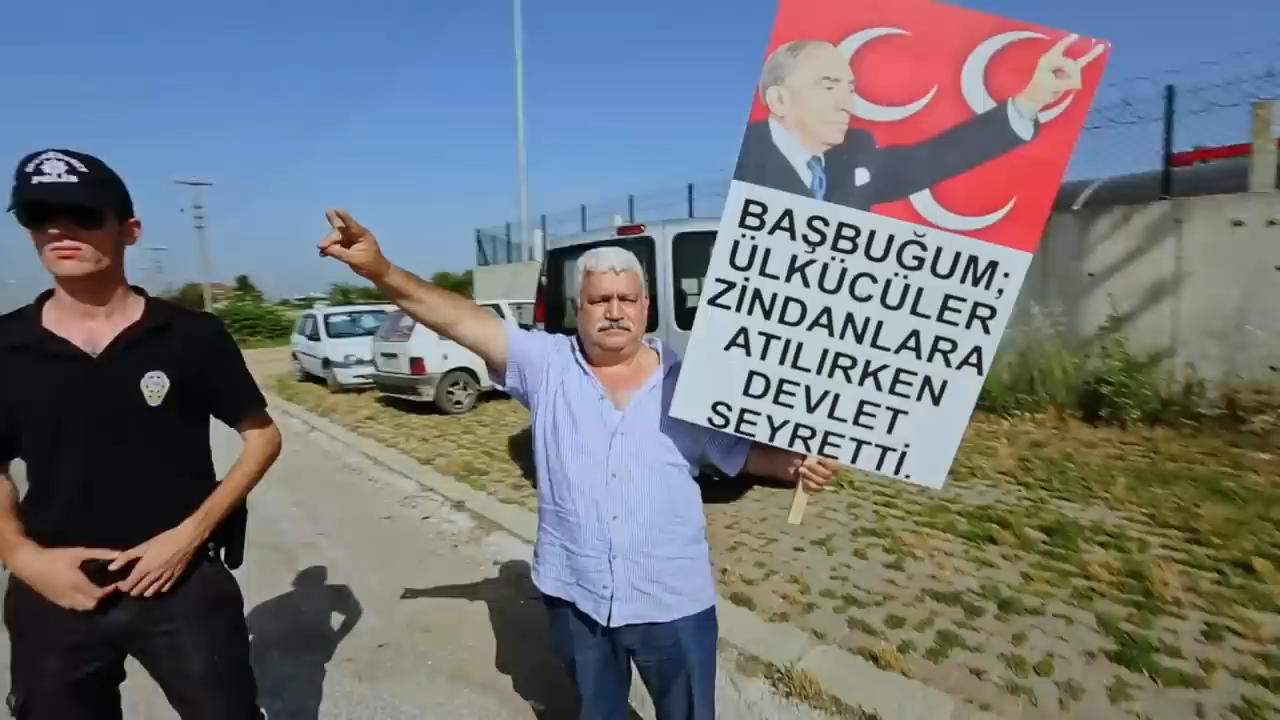 BAŞBUĞUM;
ÜLKÜCÜLER
ZİNDANLARA
ATILIRKEN
DEVLET
SEYRETTİ.